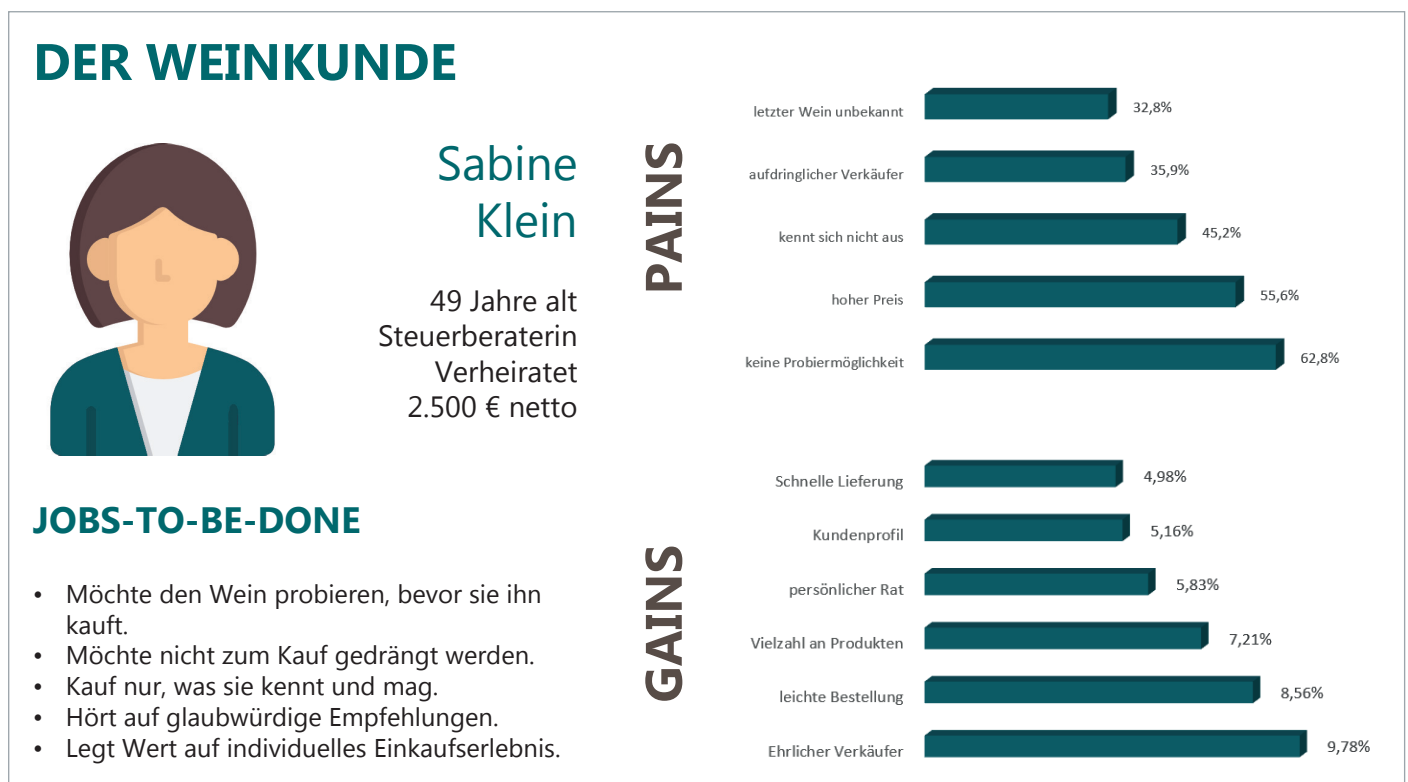 DER WEINKUNDE
Sabine
Klein
49 Jahre alt
Steuerberaterin
Verheiratet
2.500 € netto
JOBS-TO-BE-DONE
• Möchte den Wein probieren, bevor sie ihn
kauft.
• Möchte nicht zum Kauf gedrängt werden.
• Kauf nur, was sie kennt und mag.
• Hört auf glaubwürdige Empfehlungen.
• Legt Wert auf individuelles Einkaufserlebnis.
PAINS
letzter Wein unbekannt 32,8%
aufdringlicher Verkäufer 35,9%
kennt sich nicht aus 45,2%
hoher Preis 55,6%
keine Probiermöglichkeit 62,8%
GAINS
Schnelle Lieferung 4,98%
Kundenprofil 5,16%
persönlicher Rat 5,83%
Vielzahl an Produkten 7,21%
leichte Bestellung 8,56%
Ehrlicher Verkäufer 9,78%